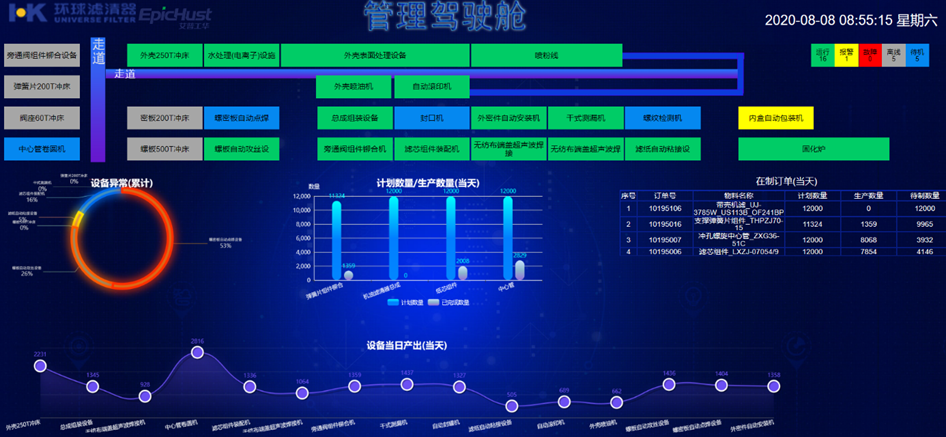 环球滤清器
UNIVERSE FILTER
EpicHust
艾普工华
管理驾驶舱
2020-08-08 08:55:15 星期六
旁通阀组件铆合设备
走道
外壳250T冲床
水处理(电离子)设施
外壳表面处理设备
喷粉线
运行 16
报警 1
故障 0
离线 5
待机 5
走道
弹簧片200T冲床
外壳超油机
自动滚印机
阀座60T冲床
密板200T冲床
螺密板自动点焊
总成组装设备
封口机
外密件自动安装机
干式测漏机
螺纹检测机
内盒自动包装机
中心管卷圆机
螺板500T冲床
螺板自动攻丝设
旁通阀组件铆合机
滤芯组件装配机
无纺布端盖超声波焊接
无纺布端盖超声波焊
滤纸自动粘接设
固化炉
设备异常(累计)
0%
0%
16%
5%
0%
26%
53%
计划数量/生产数量(当天)
数量
12,000
10,000
8,000
6,000
4,000
2,000
0
11324
1359
12000
0
12000
2000
12000
2829
弹簧片组件铆合
机滤滤清器总成
纸芯组件
中心管
计划数量
已完成数量
在制订单(当天)
序号 订单号 物料名称 计划数量 生产数量 待制数量
1 10195106 带壳机滤_UJ-3785W_US113B_OF241BP 12000 0 12000
2 10195016 支撑弹簧片组件_THPZJ70-15 11324 1359 9965
3 10195007 冲孔螺旋中心管_ZXG36-51C 12000 8068 3932
4 10195006 滤芯组件_LXZJ-07054/9 12000 7854 4146
设备当日产出(当天)
2231
1345
928
2816
1336
1064
1359
1437
1327
505
689
662
1436
1404
1358
外壳250T冲床
总成组装设备
无纺布端盖超声波焊接机
中心管卷圆机
滤芯组件装配机
无纺布端盖超声波焊接机
旁通阀组件铆合机
干式测漏机
自动封罐机
滤纸自动粘接设备
自动滚印机
外壳喷油机
螺板自动攻丝设备
螺密板自动点焊设备
外密件自动安装机